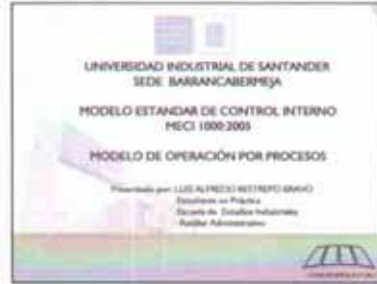 UNIVERSIDAD INDUSTRIAL DE SANTANDER
SEDE BARRANCABERMEJA
MODELO ESTANDAR DE CONTROL INTERNO
MECI 1000:2005
MODELO DE OPERACIÓN POR PROCESOS
Presentado por: LUIS ALFREDO RESTREPO BRAVO
Estudiante en Práctica
Escuela de Estudios Industriales
Auxiliar Administrativo